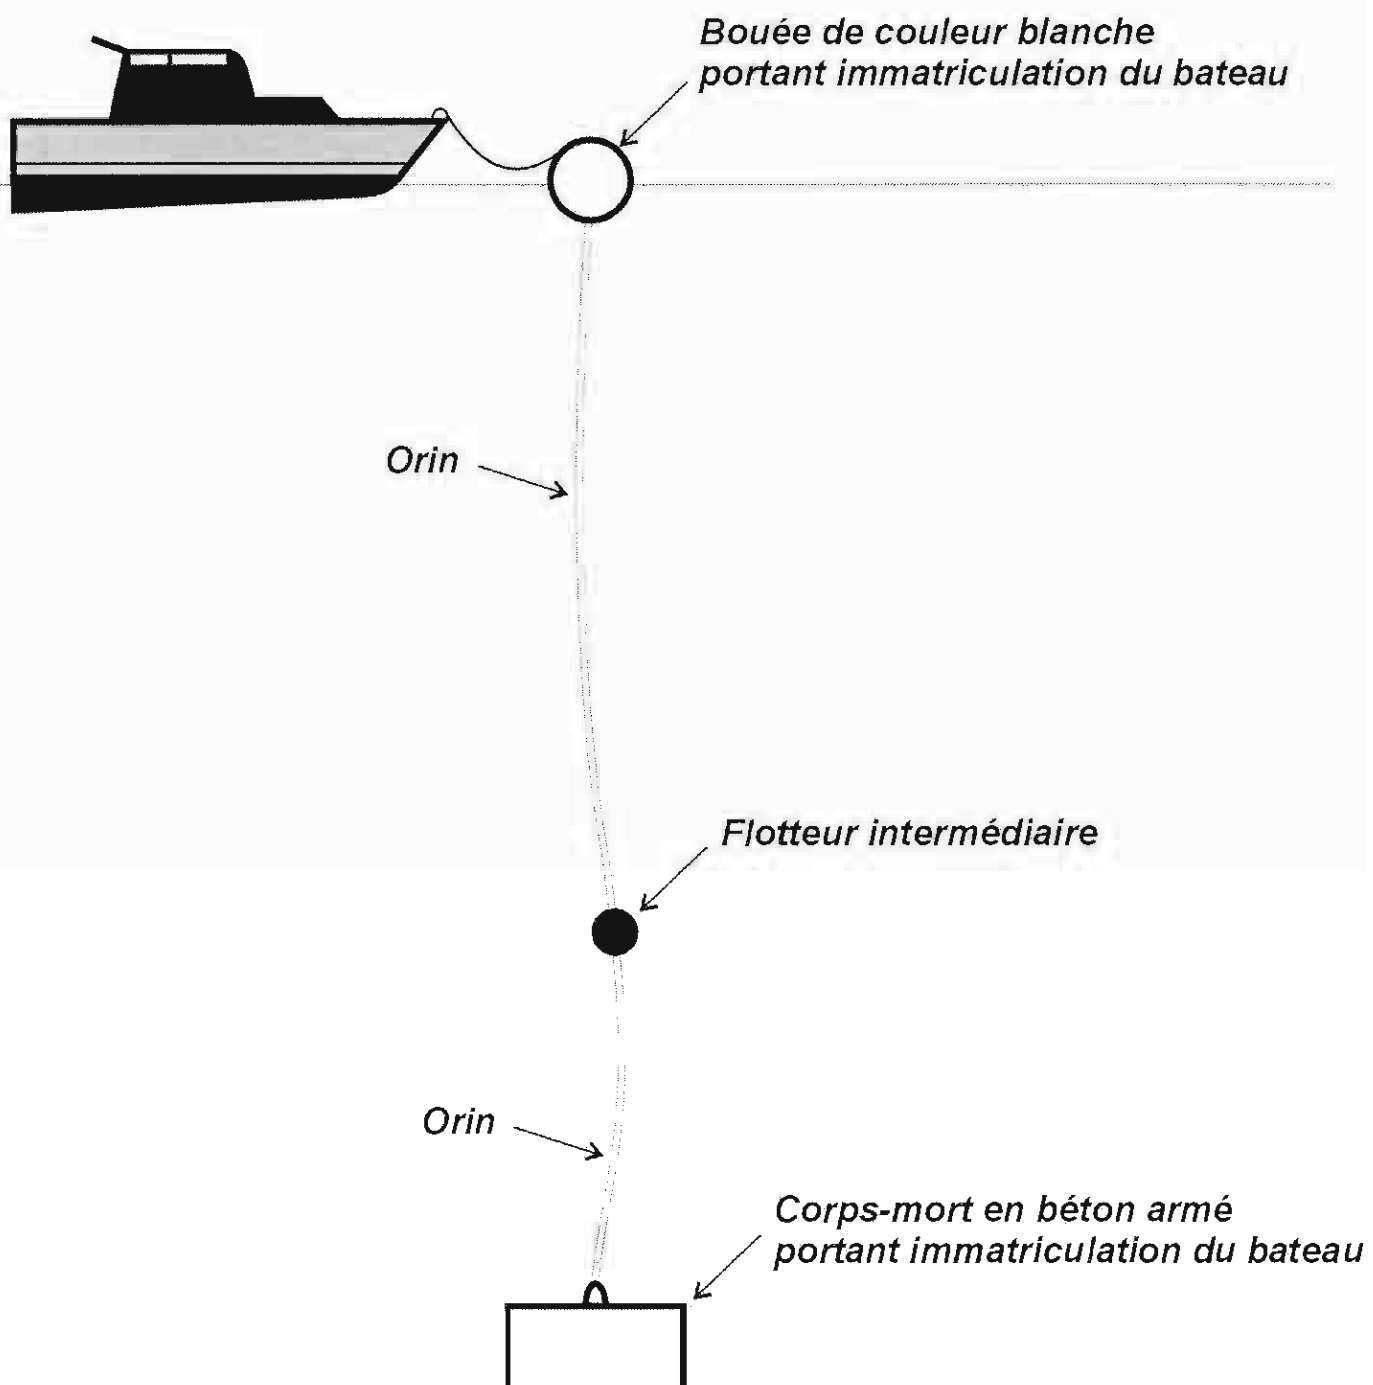 Bouée de couleur blanche
portant immatriculation du bateau
Orin
Flotteur intermédiaire
Orin
Corps-mort en béton armé
portant immatriculation du bateau